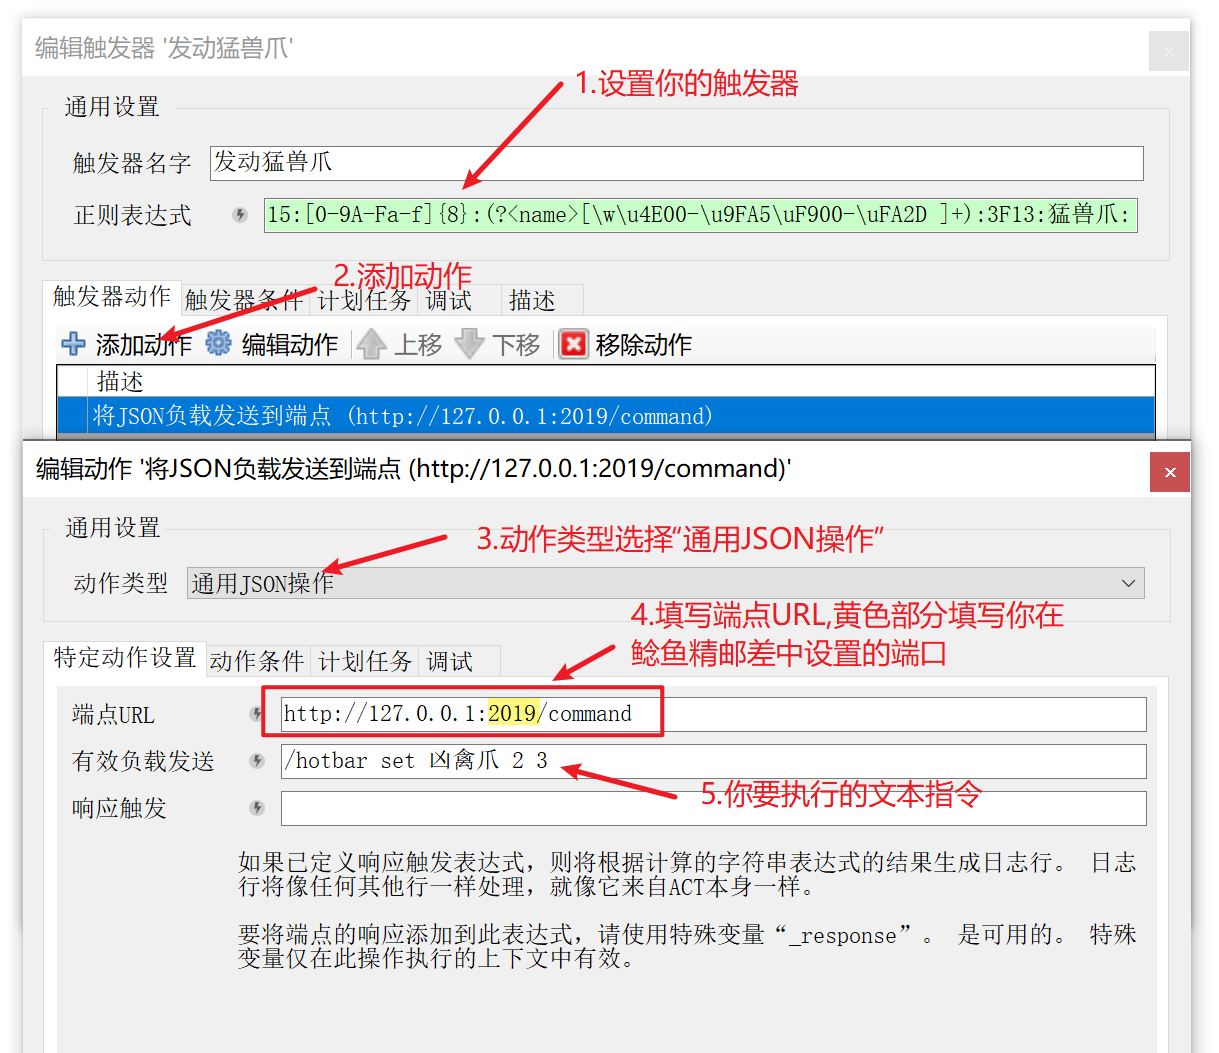 编辑触发器 '发动猛兽爪'
1.设置你的触发器
通用设置
触发器名字
发动猛兽爪
正则表达式
15:[0-9A-Fa-f]{8}:(?<name>[\w\u4E00-\u9FA5\uF900-\uFA2D ]+):3F13:猛兽爪:
2.添加动作
触发器动作 触发器条件 计划任务 调试 描述
添加动作 编辑动作 上移 下移 移除动作
描述
将JSON负载发送到端点 (http://127.0.0.1:2019/command)
编辑动作 '将JSON负载发送到端点 (http://127.0.0.1:2019/command)'
通用设置
3.动作类型选择“通用JSON操作”
动作类型
通用JSON操作
4.填写端点URL,黄色部分填写你在
鲶鱼精邮差中设置的端口
特定动作设置 动作条件 计划任务 调试
端点URL
http://127.0.0.1:2019/command
有效负载发送
/hotbar set 凶禽爪 2 3
5.你要执行的文本指令
响应触发
如果已定义响应触发表达式，则将根据计算的字符串表达式的结果生成日志行。 日志
行将像任何其他行一样处理，就像它来自ACT本身一样。
要将端点的响应添加到此表达式，请使用特殊变量“_response”。 是可用的。 特殊
变量仅在此操作执行的上下文中有效。